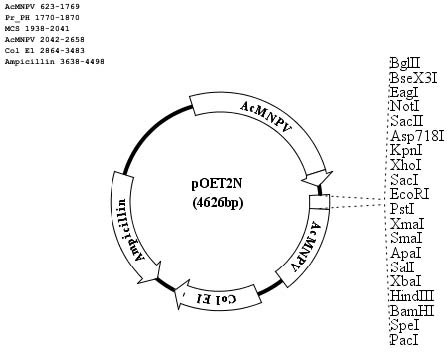 AcMNPV 623-1769
Pr_PH 1770-1870
MCS 1938-2041
AcMNPV 2042-2658
Col E1 2864-3483
Ampicillin 3638-4498
AcMNPV
pOET2N
(4626bp)
AcMNPV
Col E1
Ampicillin
BglII
BseX3I
EagI
NotI
SacII
Asp718I
KpnI
XhoI
SacI
EcoRI
PstI
XmaI
SmaI
ApaI
SalI
XbaI
HindIII
BamHI
SpeI
PacI